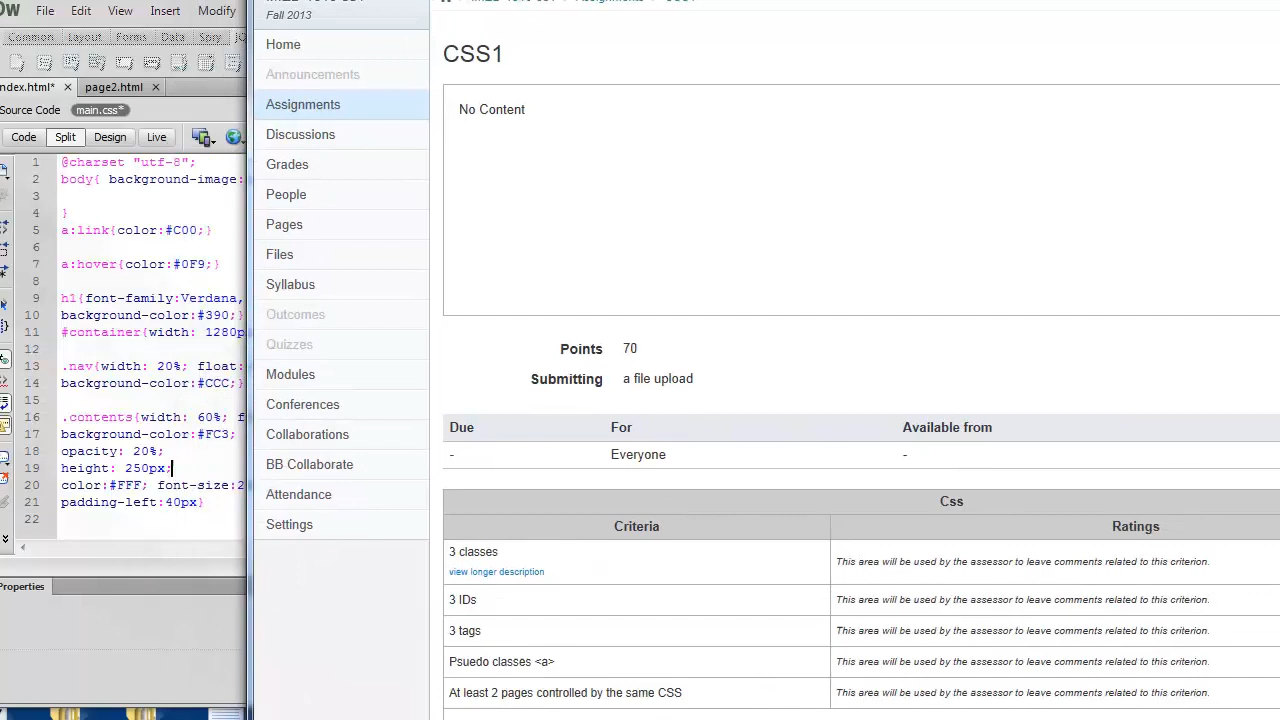 Ow File Edit View Insert Modify
Common Layout Forms Data Spry
ndex.html* × page2.html ×
Source Code main.css*
Code Split Design Live
1 @charset "utf-8";
2 body{ background-image:
3
4 }
5 a:link{color:#C00;}
6
7 a:hover{color:#0F9;}
8
9 h1{font-family:Verdana,
10 background-color:#390;}
11 #container{width: 1280p
12
13 .nav{width: 20%; float:
14 background-color:#CCC;}
15
16 .contents{width: 60%; f
17 background-color:#FC3;
18 opacity: 20%;
19 height: 250px;
20 color:#FFF; font-size:2
21 padding-left:40px}
22
Properties
Fall 2013
Home
Announcements
Assignments
Discussions
Grades
People
Pages
Files
Syllabus
Outcomes
Quizzes
Modules
Conferences
Collaborations
BB Collaborate
Attendance
Settings
CSS1
No Content
Points 70
Submitting a file upload
Due For Available from
- Everyone -
Css
Criteria Ratings
3 classes
view longer description
This area will be used by the assessor to leave comments related to this criterion.
3 IDs This area will be used by the assessor to leave comments related to this criterion.
3 tags This area will be used by the assessor to leave comments related to this criterion.
Psuedo classes <a> This area will be used by the assessor to leave comments related to this criterion.
At least 2 pages controlled by the same CSS This area will be used by the assessor to leave comments related to this criterion.